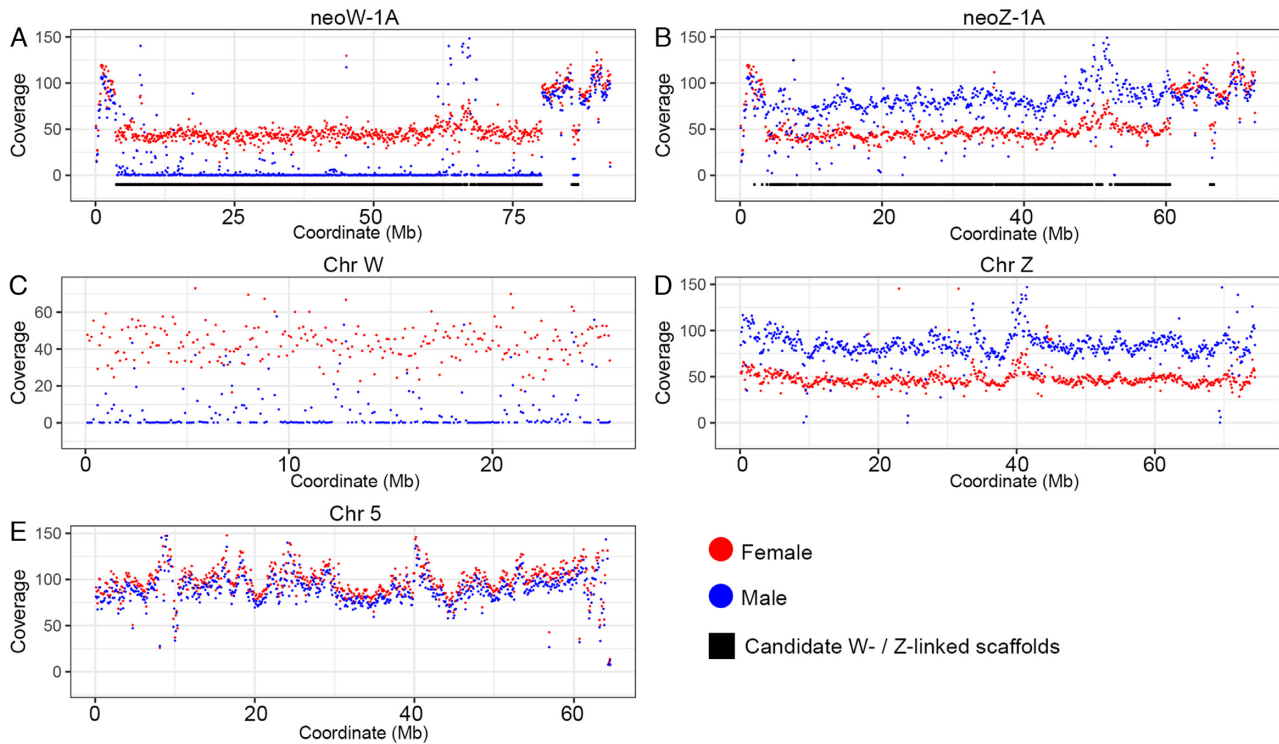 A
neoW-1A
150
100
50
0
Coverage
0
25
50
75
Coordinate (Mb)
B
neoZ-1A
150
100
50
0
Coverage
0
20
40
60
Coordinate (Mb)
C
Chr W
60
40
20
0
Coverage
0
10
20
Coordinate (Mb)
D
Chr Z
150
100
50
0
Coverage
0
20
40
60
Coordinate (Mb)
E
Chr 5
150
100
50
0
Coverage
0
20
40
60
Coordinate (Mb)
Female
Male
Candidate W- / Z-linked scaffolds